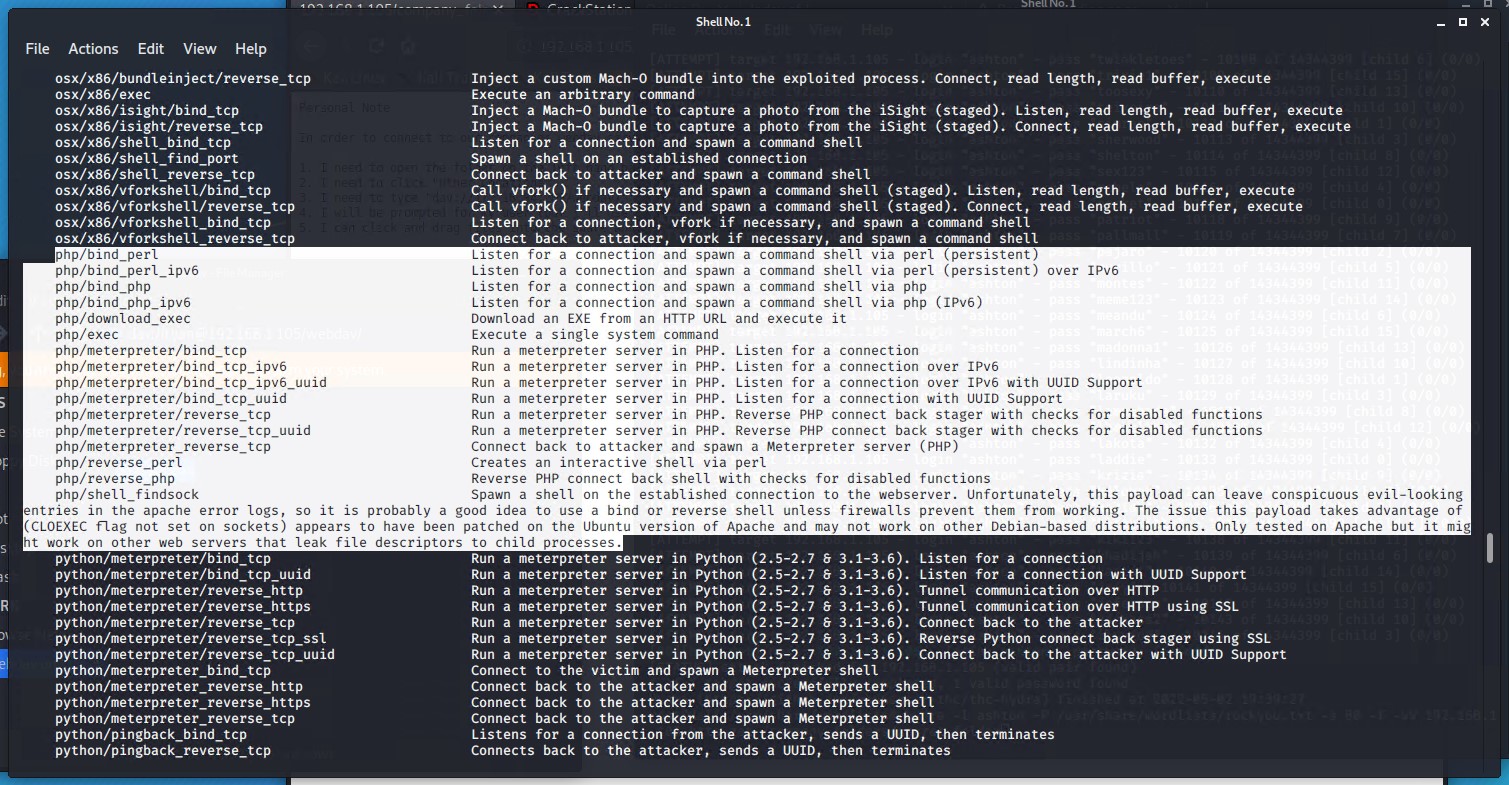 192.168.1.105/company_fol
CrackStation
Shell No.1
Shell No.1
File Actions Edit View Help
osx/x86/bundleinject/reverse_tcp Inject a custom Mach-O bundle into the exploited process. Connect, read length, read buffer, execute
osx/x86/exec Execute an arbitrary command
osx/x86/isight/bind_tcp Inject a Mach-O bundle to capture a photo from the iSight (staged). Listen, read length, read buffer, execute
osx/x86/isight/reverse_tcp Inject a Mach-O bundle to capture a photo from the iSight (staged). Connect, read length, read buffer, execute
osx/x86/shell_bind_tcp Listen for a connection and spawn a command shell
osx/x86/shell_find_port Spawn a shell on an established connection
osx/x86/shell_reverse_tcp Connect back to attacker and spawn a command shell
osx/x86/vforkshell/bind_tcp Call vfork() if necessary and spawn a command shell (staged). Listen, read length, read buffer, execute
osx/x86/vforkshell/reverse_tcp Call vfork() if necessary and spawn a command shell (staged). Connect, read length, read buffer, execute
osx/x86/vforkshell_bind_tcp Listen for a connection, vfork if necessary, and spawn a command shell
osx/x86/vforkshell_reverse_tcp Connect back to attacker, vfork if necessary, and spawn a command shell
php/bind_perl Listen for a connection and spawn a command shell via perl (persistent)
php/bind_perl_ipv6 Listen for a connection and spawn a command shell via perl (persistent) over IPv6
php/bind_php Listen for a connection and spawn a command shell via php
php/bind_php_ipv6 Listen for a connection and spawn a command shell via php (IPv6)
php/download_exec Download an EXE from an HTTP URL and execute it
php/exec Execute a single system command
php/meterpreter/bind_tcp Run a meterpreter server in PHP. Listen for a connection
php/meterpreter/bind_tcp_ipv6 Run a meterpreter server in PHP. Listen for a connection over IPv6
php/meterpreter/bind_tcp_ipv6_uuid Run a meterpreter server in PHP. Listen for a connection over IPv6 with UUID Support
php/meterpreter/bind_tcp_uuid Run a meterpreter server in PHP. Listen for a connection with UUID Support
php/meterpreter/reverse_tcp Run a meterpreter server in PHP. Reverse PHP connect back stager with checks for disabled functions
php/meterpreter/reverse_tcp_uuid Run a meterpreter server in PHP. Reverse PHP connect back stager with checks for disabled functions
php/meterpreter_reverse_tcp Connect back to attacker and spawn a Meterpreter server (PHP)
php/reverse_perl Creates an interactive shell via perl
php/reverse_php Reverse PHP connect back shell with checks for disabled functions
php/shell_findsock Spawn a shell on the established connection to the webserver. Unfortunately, this payload can leave conspicuous evil-looking
entries in the apache error logs, so it is probably a good idea to use a bind or reverse shell unless firewalls prevent them from working. The issue this payload takes advantage of
(CLOEXEC flag not set on sockets) appears to have been patched on the Ubuntu version of Apache and may not work on other Debian-based distributions. Only tested on Apache but it mig
ht work on other web servers that leak file descriptors to child processes.
python/meterpreter/bind_tcp Run a meterpreter server in Python (2.5-2.7 & 3.1-3.6). Listen for a connection
python/meterpreter/bind_tcp_uuid Run a meterpreter server in Python (2.5-2.7 & 3.1-3.6). Listen for a connection with UUID Support
python/meterpreter/reverse_http Run a meterpreter server in Python (2.5-2.7 & 3.1-3.6). Tunnel communication over HTTP
python/meterpreter/reverse_https Run a meterpreter server in Python (2.5-2.7 & 3.1-3.6). Tunnel communication over HTTP using SSL
python/meterpreter/reverse_tcp Run a meterpreter server in Python (2.5-2.7 & 3.1-3.6). Connect back to the attacker
python/meterpreter/reverse_tcp_ssl Run a meterpreter server in Python (2.5-2.7 & 3.1-3.6). Reverse Python connect back stager using SSL
python/meterpreter/reverse_tcp_uuid Run a meterpreter server in Python (2.5-2.7 & 3.1-3.6). Connect back to the attacker with UUID Support
python/meterpreter_bind_tcp Connect to the victim and spawn a Meterpreter shell
python/meterpreter_reverse_http Connect back to the attacker and spawn a Meterpreter shell
python/meterpreter_reverse_https Connect back to the attacker and spawn a Meterpreter shell
python/meterpreter_reverse_tcp Connect back to the attacker and spawn a Meterpreter shell
python/pingback_bind_tcp Listens for a connection from the attacker, sends a UUID, then terminates
python/pingback_reverse_tcp Connects back to the attacker, sends a UUID, then terminates